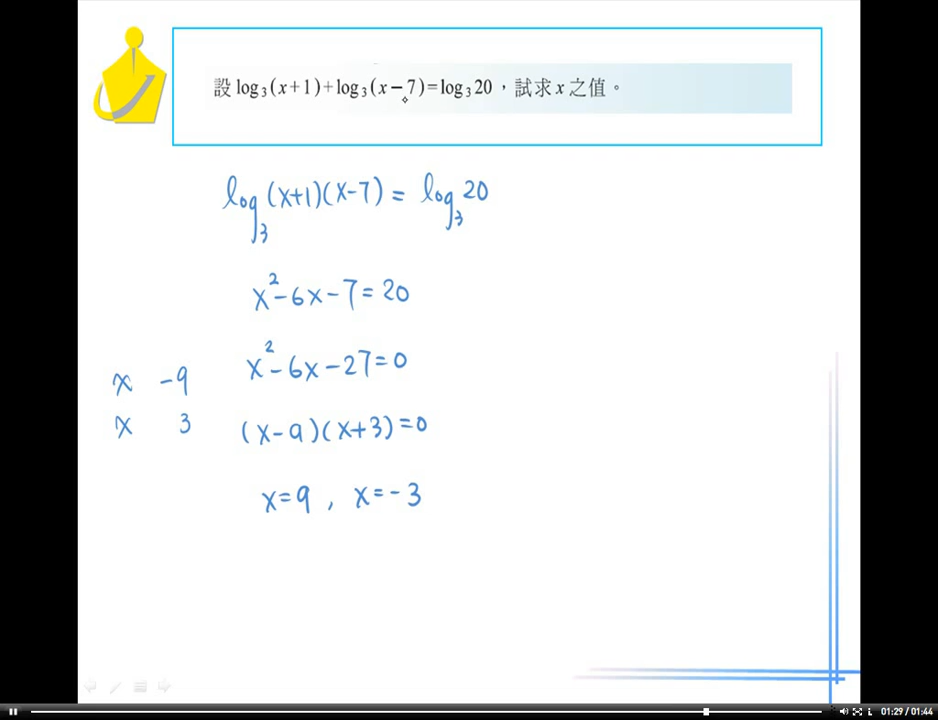 設 log₃(x+1)+log₃(x−7)=log₃20，試求 x 之值。
log₃(x+1)(x-7) = log₃20
x²-6x-7=20
x²-6x-27=0
x -9
x 3
(x-9)(x+3)=0
x=9 , x=-3
01:29 / 01:44